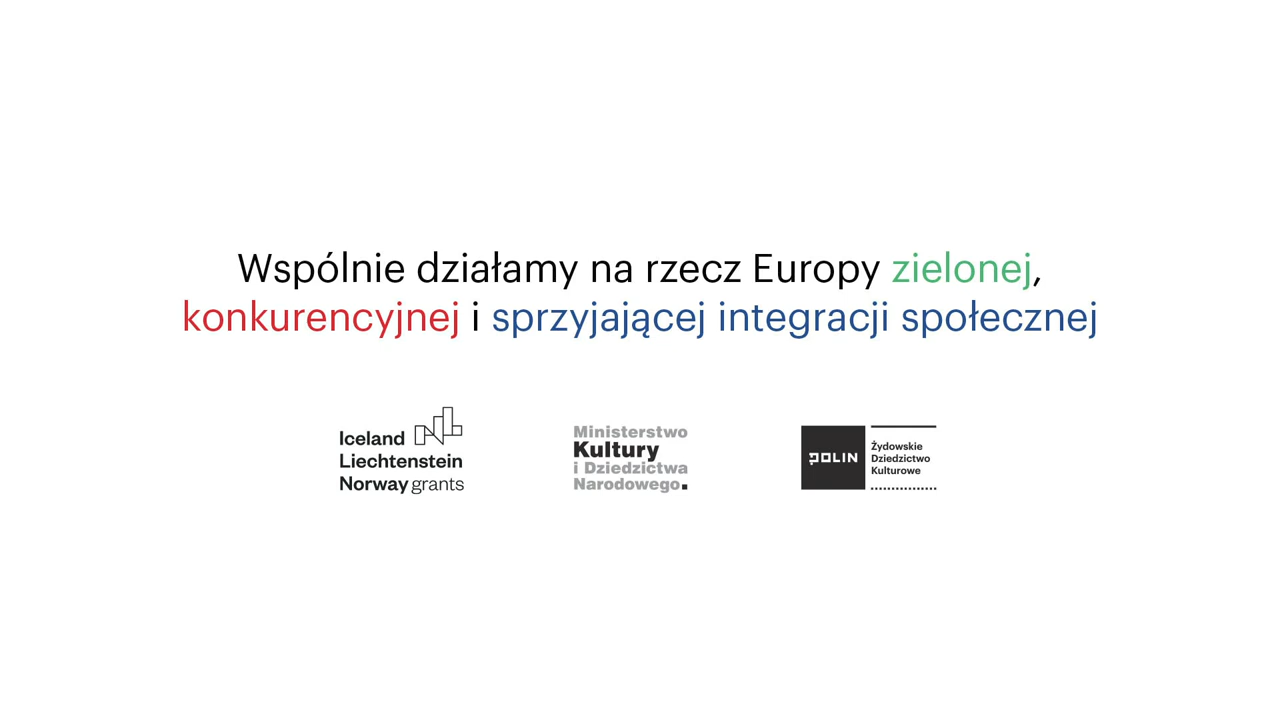 Wspólnie działamy na rzecz Europy zielonej,
konkurencyjnej i sprzyjającej integracji społecznej
Iceland
Liechtenstein
Norway grants
Ministerstwo
Kultury
i Dziedzictwa
Narodowego.
POLIN
Żydowskie
Dziedzictwo
Kulturowe